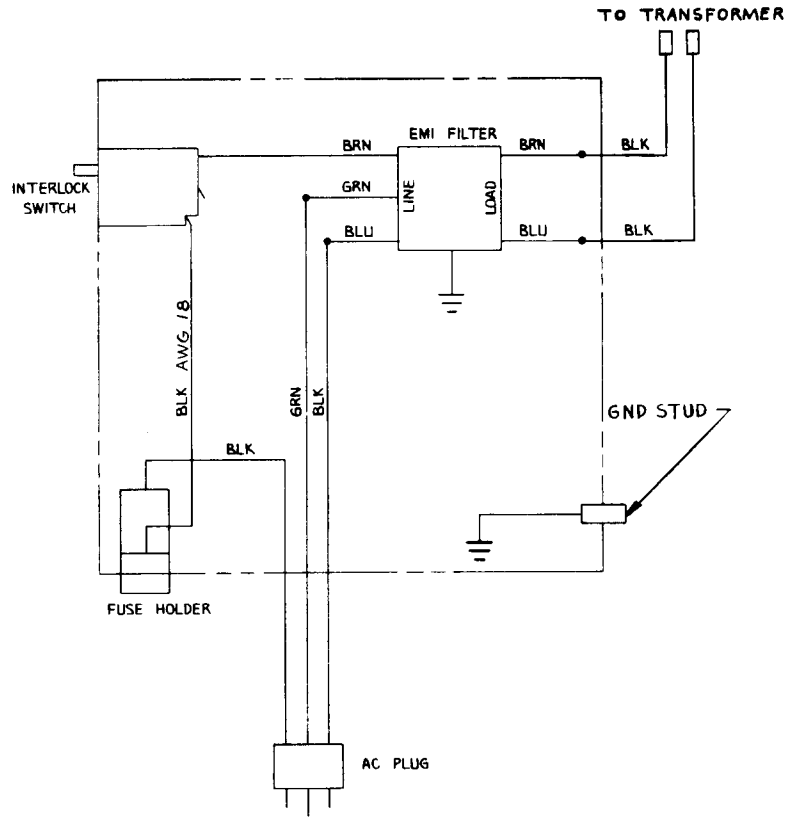 TO TRANSFORMER
EMI FILTER
BRN
BRN
BLK
INTERLOCK
SWITCH
GRN
LINE
LOAD
BLU
BLU
BLK
BLK AWG 18
GRN
BLK
GND STUD
BLK
FUSE HOLDER
AC PLUG